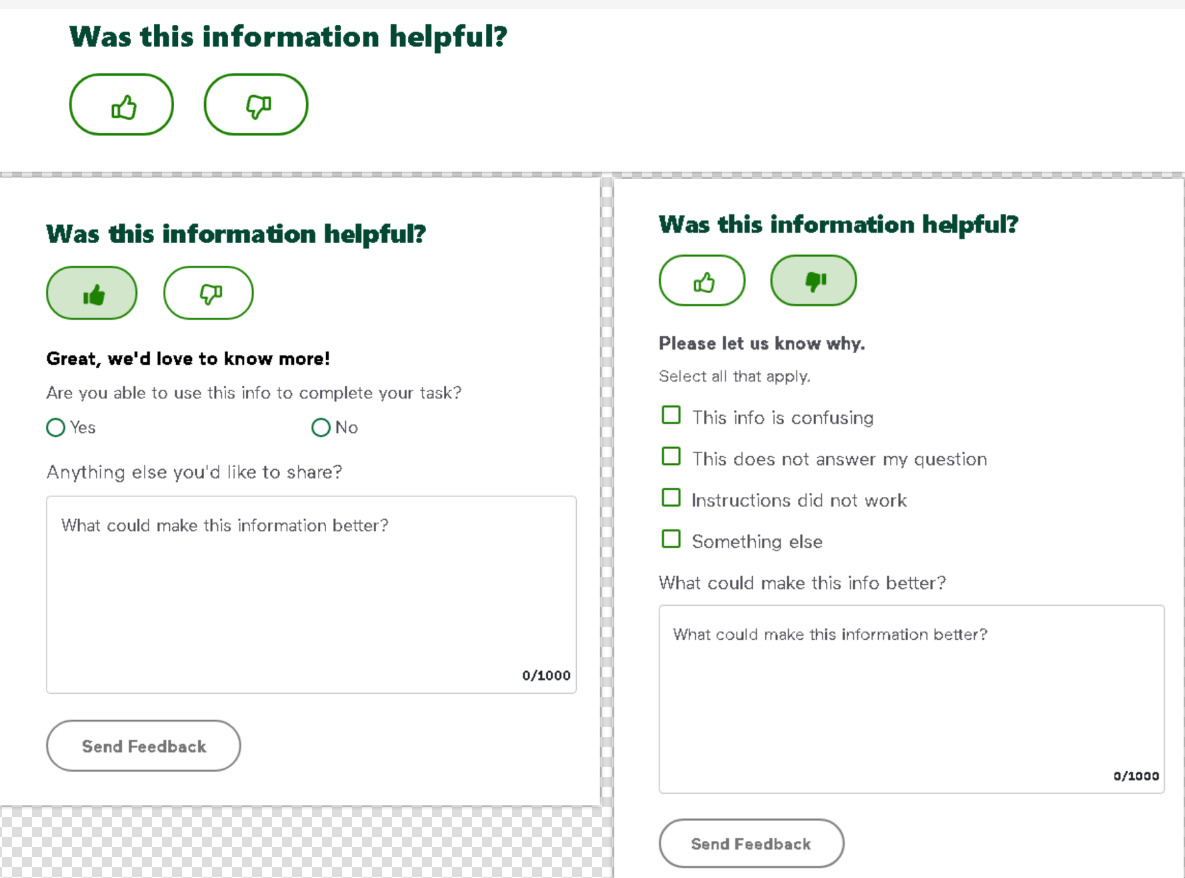 Was this information helpful?
Was this information helpful?
Great, we'd love to know more!
Are you able to use this info to complete your task?
Yes
No
Anything else you'd like to share?
What could make this information better?
0/1000
Send Feedback
Was this information helpful?
Please let us know why.
Select all that apply.
This info is confusing
This does not answer my question
Instructions did not work
Something else
What could make this info better?
What could make this information better?
0/1000
Send Feedback